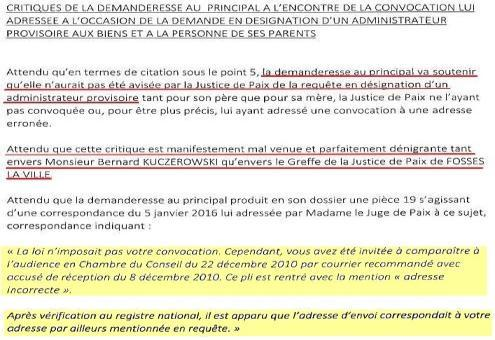 CRITIQUES DE LA DEMANDERESSE AU PRINCIPAL A L'ENCONTRE DE LA CONVOCATION LUI
ADRESSEE A L'OCCASION DE LA DEMANDE EN DESIGNATION D'UN ADMINISTRATEUR
PROVISOIRE AUX BIENS ET A LA PERSONNE DE SES PARENTS
Attendu qu'en termes de citation sous le point 5, la demanderesse au principal va soutenir
qu'elle n'aurait pas été avisée par la Justice de Paix de la requête en désignation d'un
administrateur provisoire tant pour son père que pour sa mère, la Justice de Paix ne l'ayant
pas convoquée ou, pour être plus précis, lui ayant adressé une convocation à une adresse
erronée.
Attendu que cette critique est manifestement mal venue et parfaitement dénigrante tant
envers Monsieur Bernard KUCZEROWSKI qu'envers le Greffe de la Justice de Paix de FOSSES
LA VILLE
Attendu que la demanderesse au principal produit en son dossier une pièce 19 s'agissant
d'une correspondance du 5 janvier 2016 lui adressée par Madame le Juge de Paix à ce sujet,
correspondance indiquant :
« La loi n'imposait pas votre convocation. Cependant, vous avez été invitée à comparaître à
l'audience en Chambre du Conseil du 22 décembre 2010 par courrier recommandé avec
accusé de réception du 8 décembre 2010. Ce pli est rentré avec la mention « adresse
incorrecte ».
Après vérification au registre national, il est apparu que l'adresse d'envoi correspondait à votre
adresse par ailleurs mentionnée en requête. »